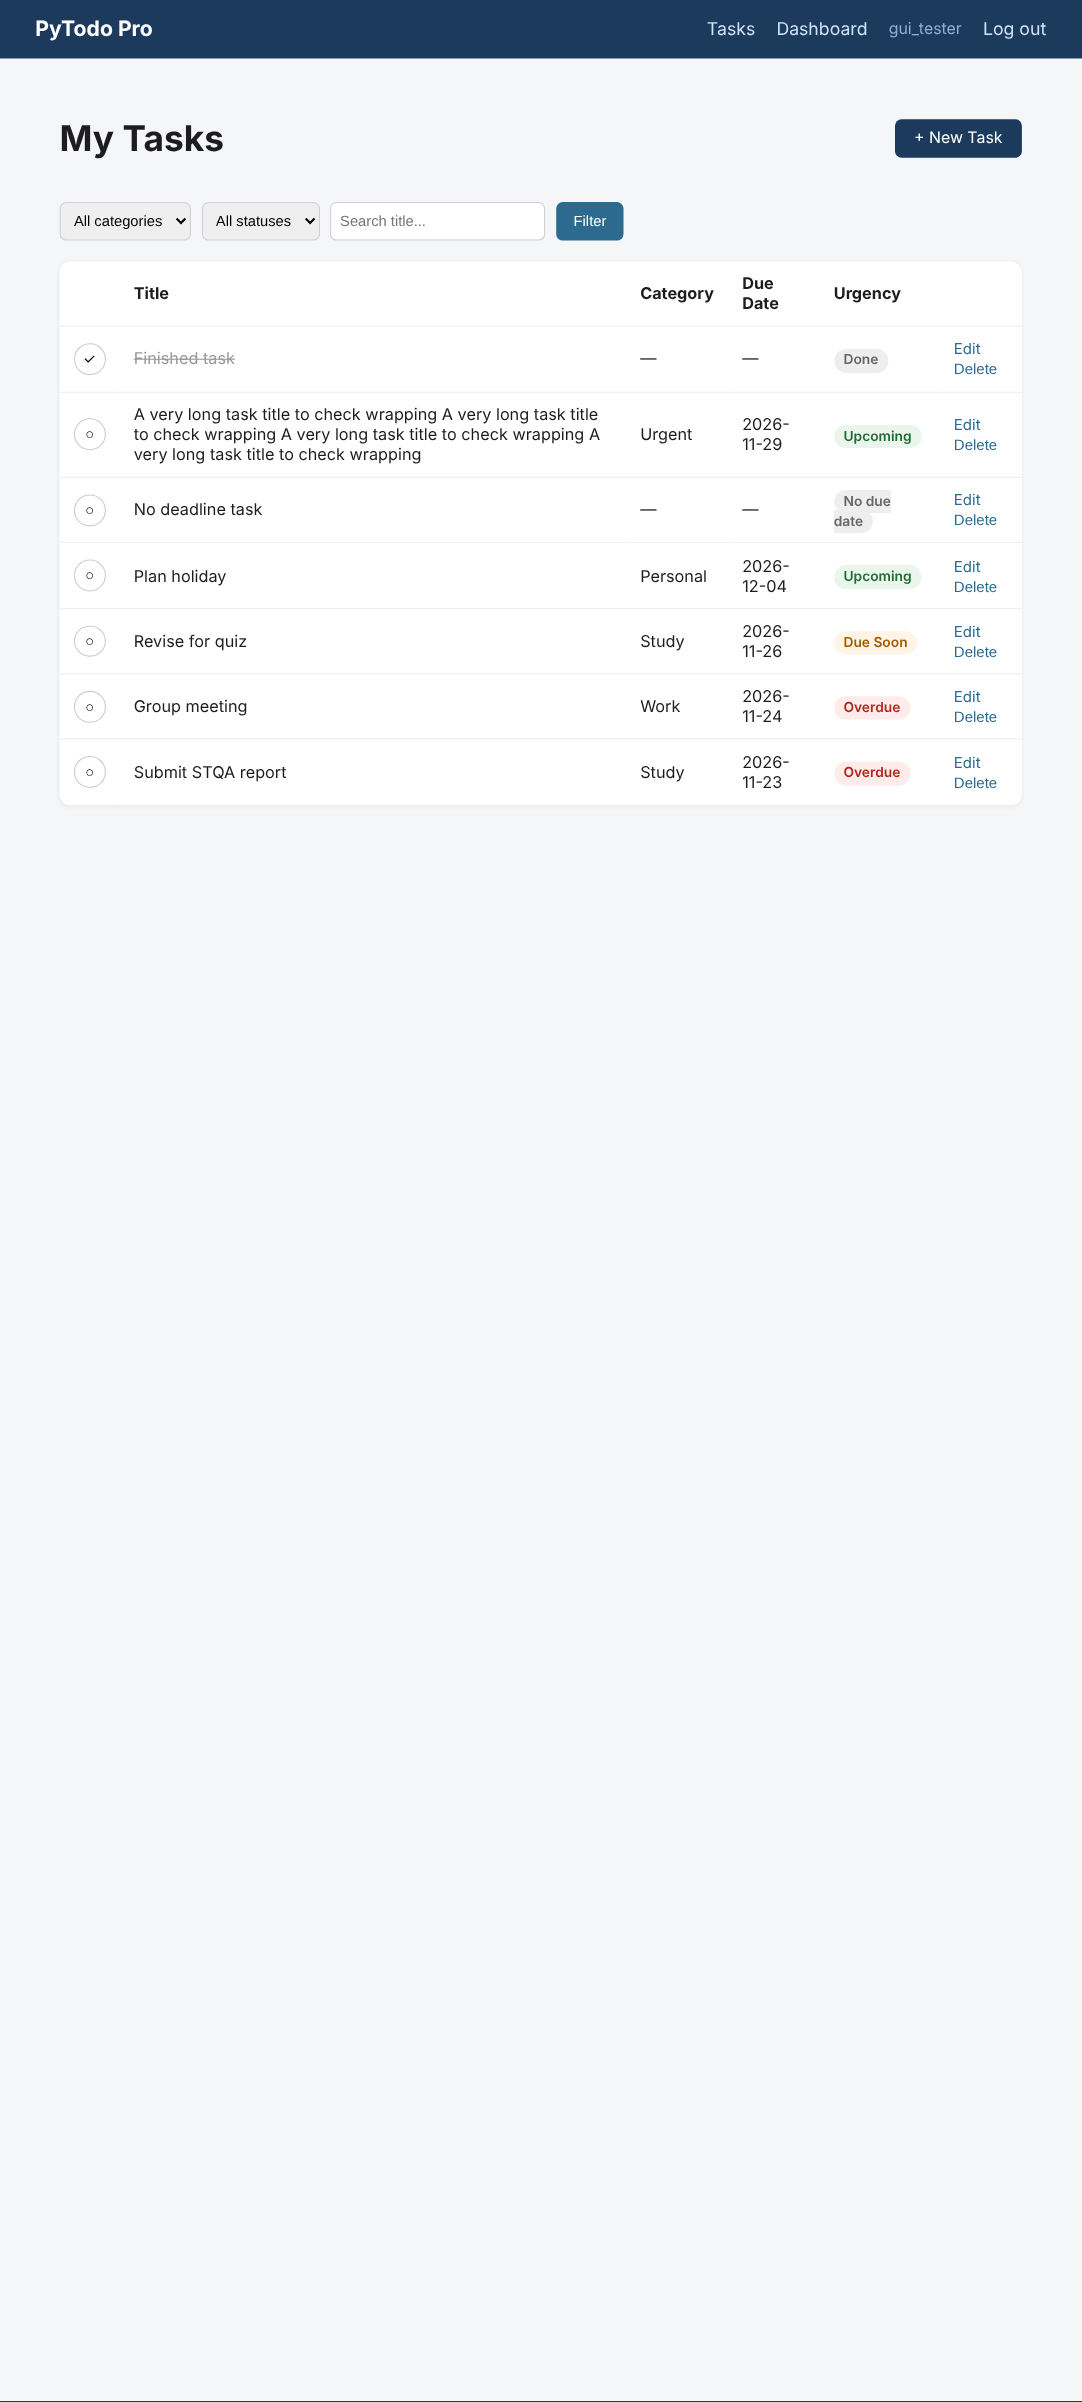 PyTodo Pro
Tasks Dashboard gui_tester Log out
My Tasks
+ New Task
All categories All statuses Search title... Filter
Title Category Due Date Urgency
✓ Finished task — — Done Edit Delete
A very long task title to check wrapping A very long task title
to check wrapping A very long task title to check wrapping A
very long task title to check wrapping
Urgent
2026-
11-29
Upcoming
Edit
Delete
No deadline task
—
—
No due
date
Edit
Delete
Plan holiday
Personal
2026-
12-04
Upcoming
Edit
Delete
Revise for quiz
Study
2026-
11-26
Due Soon
Edit
Delete
Group meeting
Work
2026-
11-24
Overdue
Edit
Delete
Submit STQA report
Study
2026-
11-23
Overdue
Edit
Delete